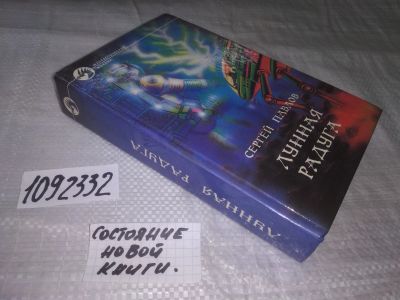 СЕРГЕЙ ПАВЛОВ
ЛУННАЯ
РАДУГА
ЛУННАЯ РАДУГА
1092332
СОСТОЯНИЕ
НОВОЙ
КНИГИ.